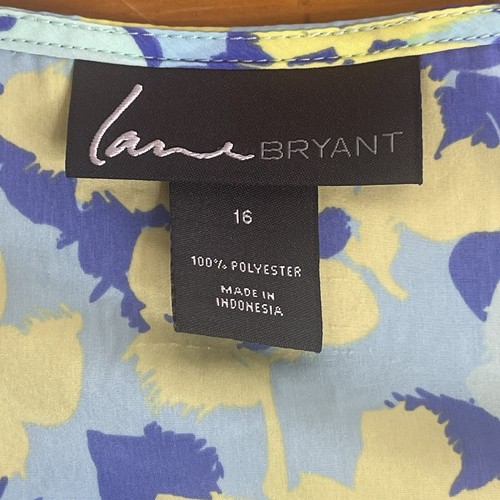 Lane BRYANT
16
100% POLYESTER
MADE IN
INDONESIA